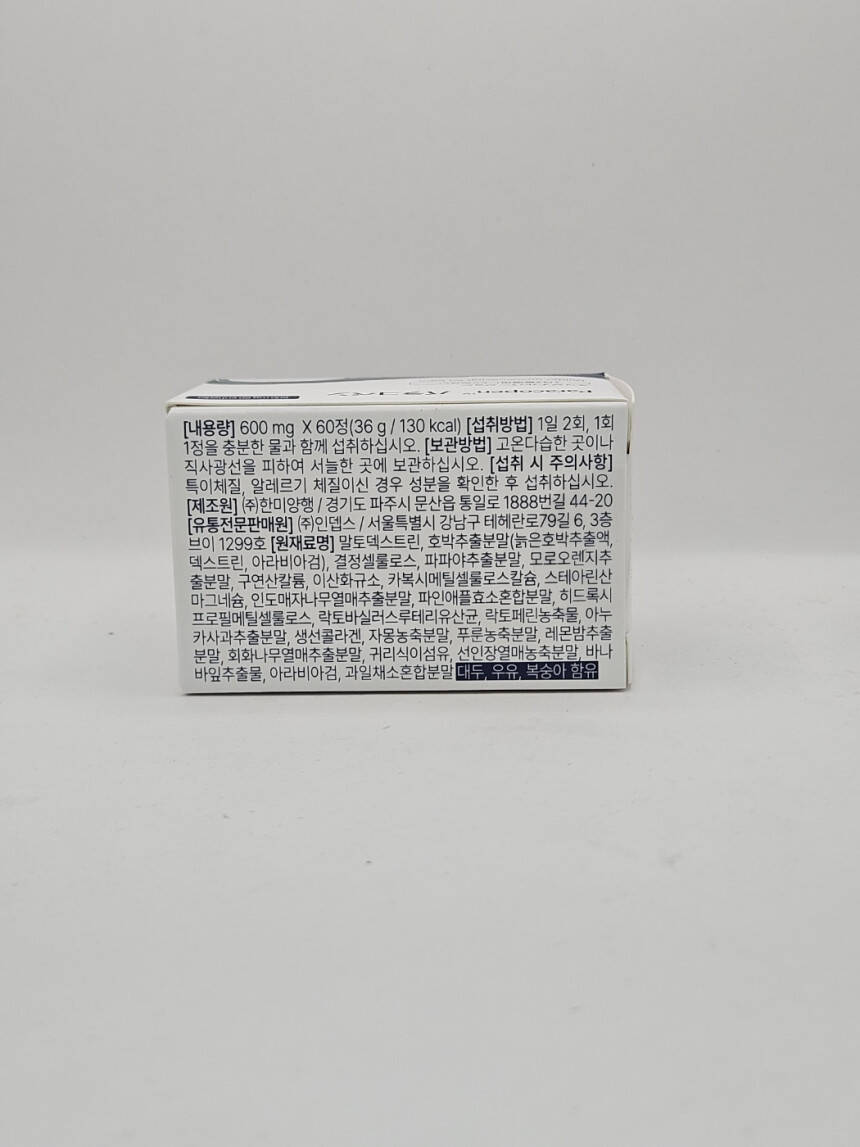 Paracopen™ パラコペン
[내용량] 600 mg X 60정(36 g / 130 kcal) [섭취방법] 1일 2회, 1회
1정을 충분한 물과 함께 섭취하십시오. [보관방법] 고온다습한 곳이나
직사광선을 피하여 서늘한 곳에 보관하십시오. [섭취 시 주의사항]
특이체질, 알레르기 체질이신 경우 성분을 확인한 후 섭취하십시오.
[제조원] ㈜한미양행 / 경기도 파주시 문산읍 통일로 1888번길 44-20
[유통전문판매원] ㈜인뎁스 / 서울특별시 강남구 테헤란로79길 6, 3층
브이 1299호 [원재료명] 말토덱스트린, 호박추출분말(늙은호박추출액,
덱스트린, 아라비아검), 결정셀룰로스, 파파야추출분말, 모로오렌지추
출분말, 구연산칼륨, 이산화규소, 카복시메틸셀룰로스칼슘, 스테아린산
마그네슘, 인도매자나무열매추출분말, 파인애플효소혼합분말, 히드록시
프로필메틸셀룰로스, 락토바실러스루테리유산균, 락토페린농축물, 아누
카사과추출분말, 생선콜라겐, 자몽농축분말, 푸룬농축분말, 레몬밤추출
분말, 회화나무열매추출분말, 귀리식이섬유, 선인장열매농축분말, 바나
바잎추출물, 아라비아검, 과일채소혼합분말 대두, 우유, 복숭아 함유